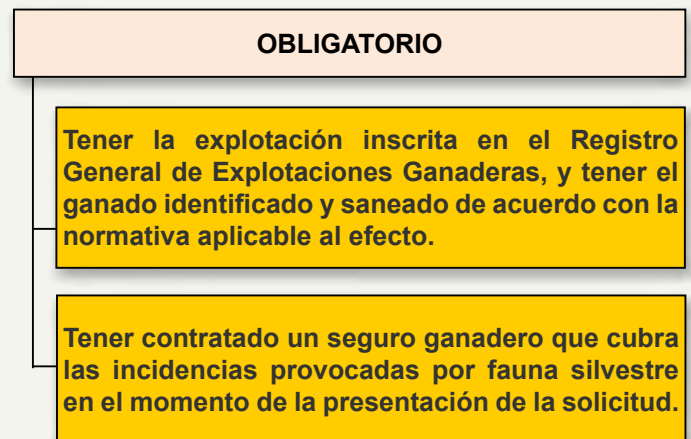 OBLIGATORIO
Tener la explotación inscrita en el Registro
General de Explotaciones Ganaderas, y tener el
ganado identificado y saneado de acuerdo con la
normativa aplicable al efecto.
Tener contratado un seguro ganadero que cubra
las incidencias provocadas por fauna silvestre
en el momento de la presentación de la solicitud.